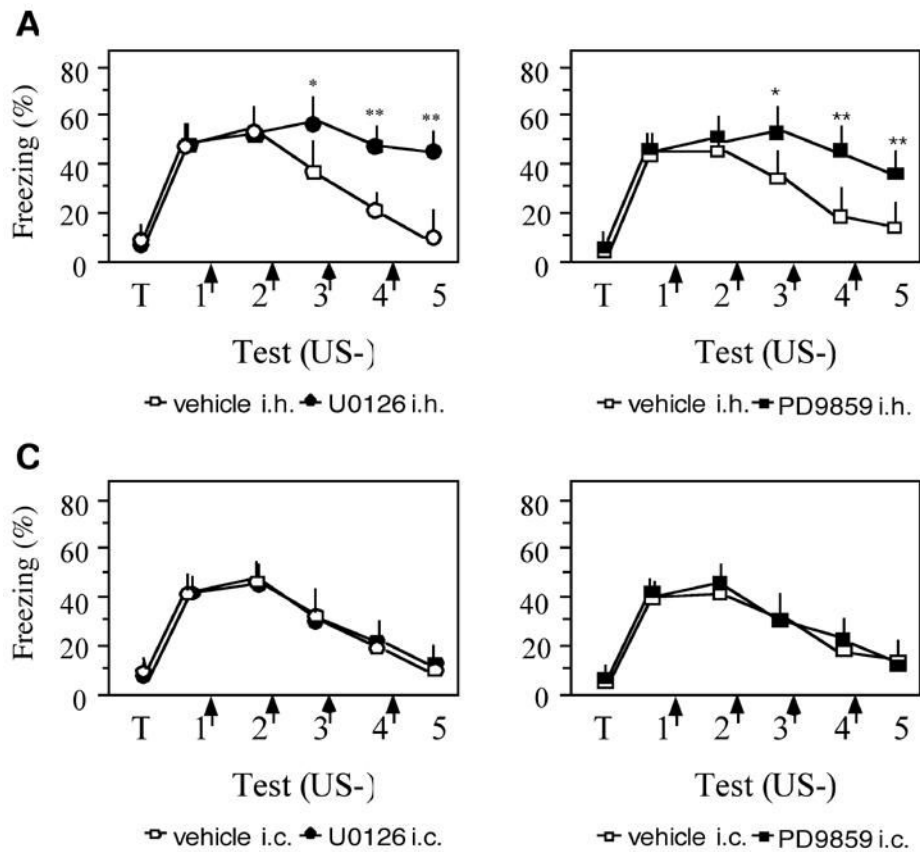 A
80
60
40
20
0
Freezing (%)
* ** **
T 1 2 3 4 5
Test (US-)
vehicle i.h. U0126 i.h.
80
60
40
20
0
* ** **
T 1 2 3 4 5
Test (US-)
vehicle i.h. PD9859 i.h.
C
80
60
40
20
0
Freezing (%)
T 1 2 3 4 5
Test (US-)
vehicle i.c. U0126 i.c.
80
60
40
20
0
T 1 2 3 4 5
Test (US-)
vehicle i.c. PD9859 i.c.